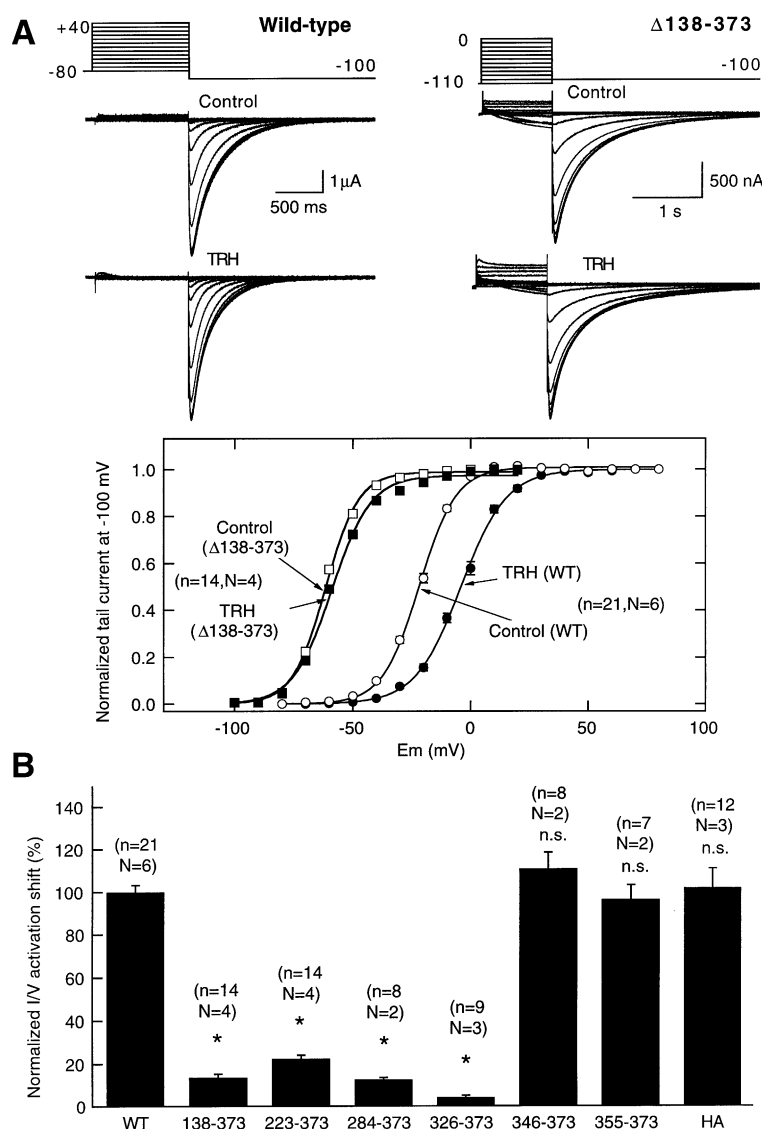 A
Wild-type
Δ138-373
+40
-80
-100
0
-110
-100
Control
Control
1μA
500 ms
500 nA
1 s
TRH
TRH
Normalized tail current at -100 mV
1.0
0.8
0.6
0.4
0.2
0.0
Control
(Δ138-373)
(n=14,N=4)
TRH
(Δ138-373)
TRH (WT)
(n=21,N=6)
Control (WT)
-100
-50
0
50
100
Em (mV)
B
Normalized I/V activation shift (%)
140
120
100
80
60
40
20
0
(n=21
N=6)
(n=14
N=4)
*
(n=14
N=4)
*
(n=8
N=2)
*
(n=9
N=3)
*
(n=8
N=2)
n.s.
(n=7
N=2)
n.s.
(n=12
N=3)
n.s.
WT
138-373
223-373
284-373
326-373
346-373
355-373
HA